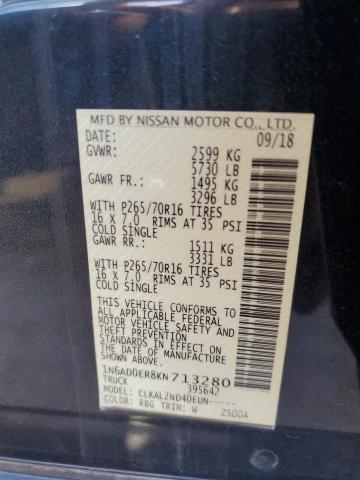 MFD BY NISSAN MOTOR CO., LTD.
DATE: 09/18
GVWR: 2599 KG
5730 LB
GAWR FR.: 1495 KG
3296 LB
WITH P265/70R16 TIRES
16 X 7.0 RIMS AT 35 PSI
COLD SINGLE
GAWR RR.: 1511 KG
3331 LB
WITH P265/70R16 TIRES
16 X 7.0 RIMS AT 35 PSI
COLD SINGLE
THIS VEHICLE CONFORMS TO
ALL APPLICABLE FEDERAL
MOTOR VEHICLE SAFETY
STANDARDS IN EFFECT ON
THE DATE OF MANUFACTURE
SHOWN ABOVE.
1N6AD0ER8KN713280
TRUCK 395642
MODEL: CLKALZND40EUN-----
COLOR: RBG TRIM: W 2S00A